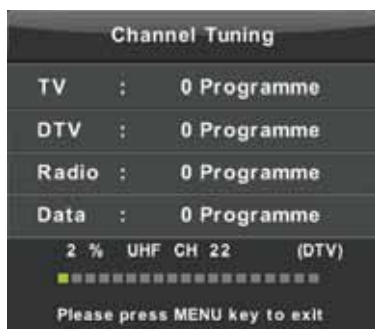 Channel Tuning
TV : 0 Programme
DTV : 0 Programme
Radio : 0 Programme
Data : 0 Programme
2 % UHF CH 22 (DTV)
Please press MENU key to exit